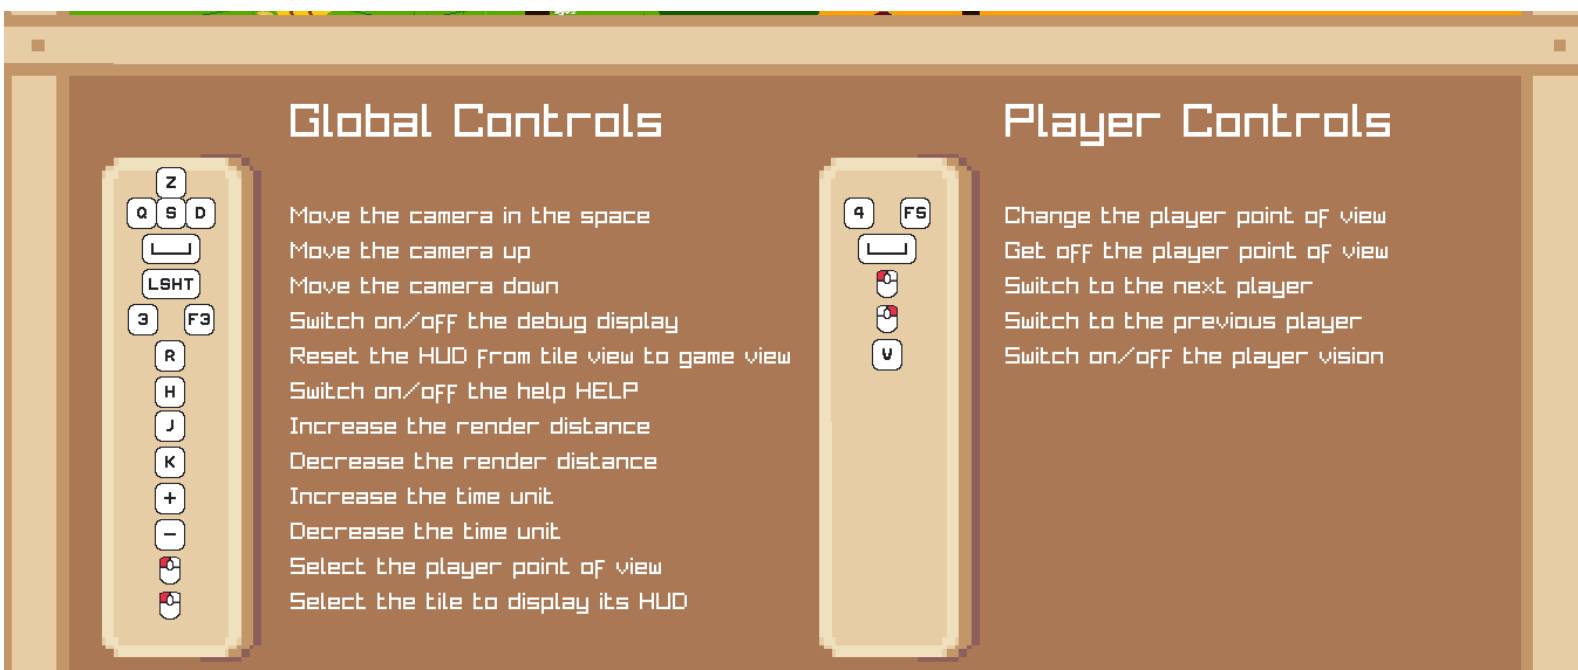 Global Controls
Z
Q S D Move the camera in the space
Move the camera up
LSHT Move the camera down
3 F3 Switch on/off the debug display
R Reset the HUD from tile view to game view
H Switch on/off the help HELP
J Increase the render distance
K Decrease the render distance
+ Increase the time unit
- Decrease the time unit
Select the player point of view
Select the tile to display its HUD
Player Controls
4 F5 Change the player point of view
Get off the player point of view
Switch to the next player
Switch to the previous player
V Switch on/off the player vision